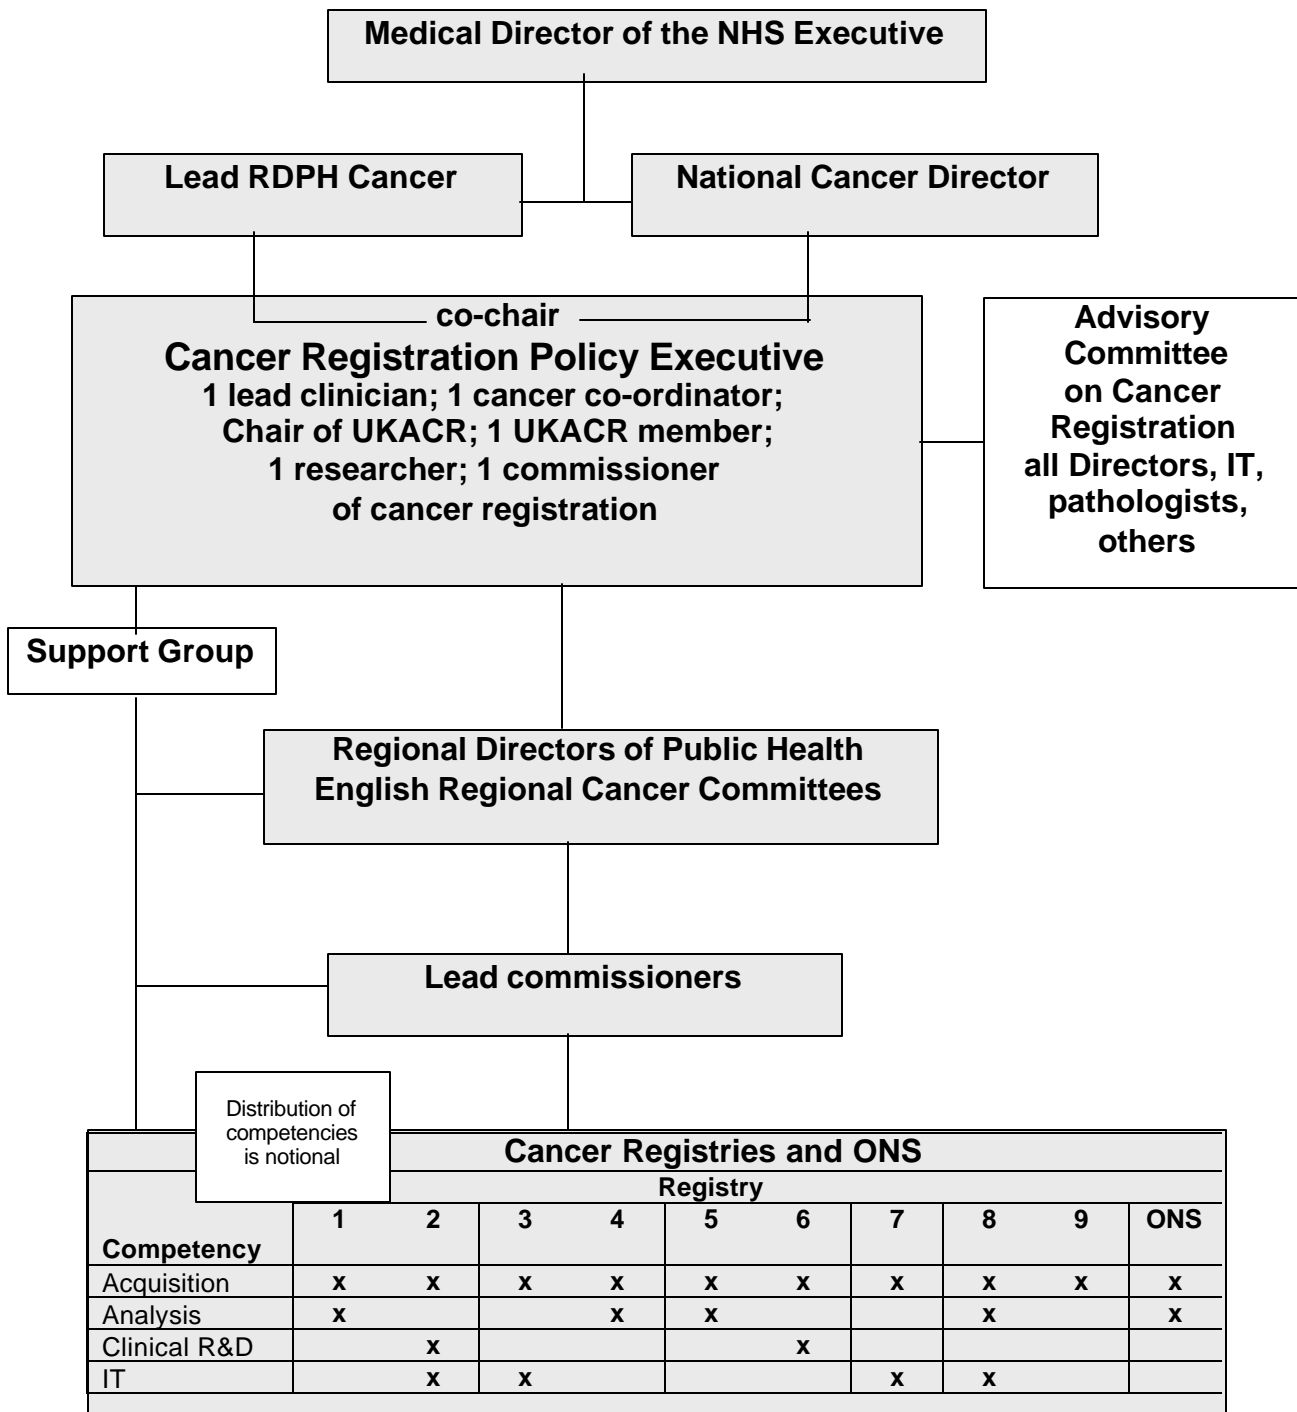 Medical Director of the NHS Executive
Lead RDPH Cancer
National Cancer Director
co-chair
Cancer Registration Policy Executive
1 lead clinician; 1 cancer co-ordinator;
Chair of UKACR; 1 UKACR member;
1 researcher; 1 commissioner
of cancer registration
Advisory
Committee
on Cancer
Registration
all Directors, IT,
pathologists,
others
Support Group
Regional Directors of Public Health
English Regional Cancer Committees
Lead commissioners
Distribution of
competencies
is notional
Cancer Registries and ONS
Registry
1 2 3 4 5 6 7 8 9 ONS
Competency
Acquisition x x x x x x x x x x
Analysis x x x x x
Clinical R&D x x
IT x x x x